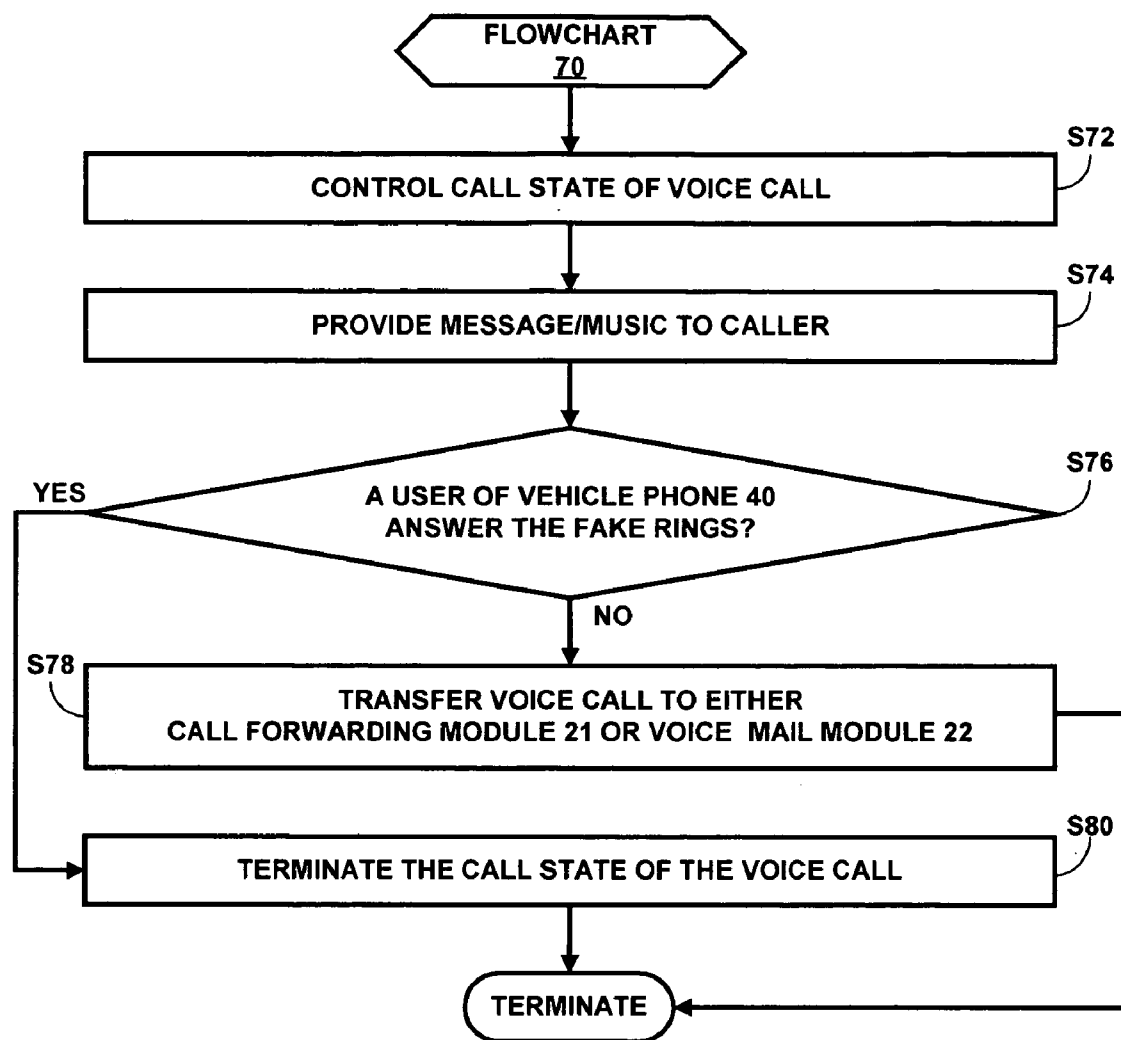 FLOWCHART
70
S72
CONTROL CALL STATE OF VOICE CALL
S74
PROVIDE MESSAGE/MUSIC TO CALLER
S76
YES
A USER OF VEHICLE PHONE 40
ANSWER THE FAKE RINGS?
NO
S78
TRANSFER VOICE CALL TO EITHER
CALL FORWARDING MODULE 21 OR VOICE MAIL MODULE 22
S80
TERMINATE THE CALL STATE OF THE VOICE CALL
TERMINATE